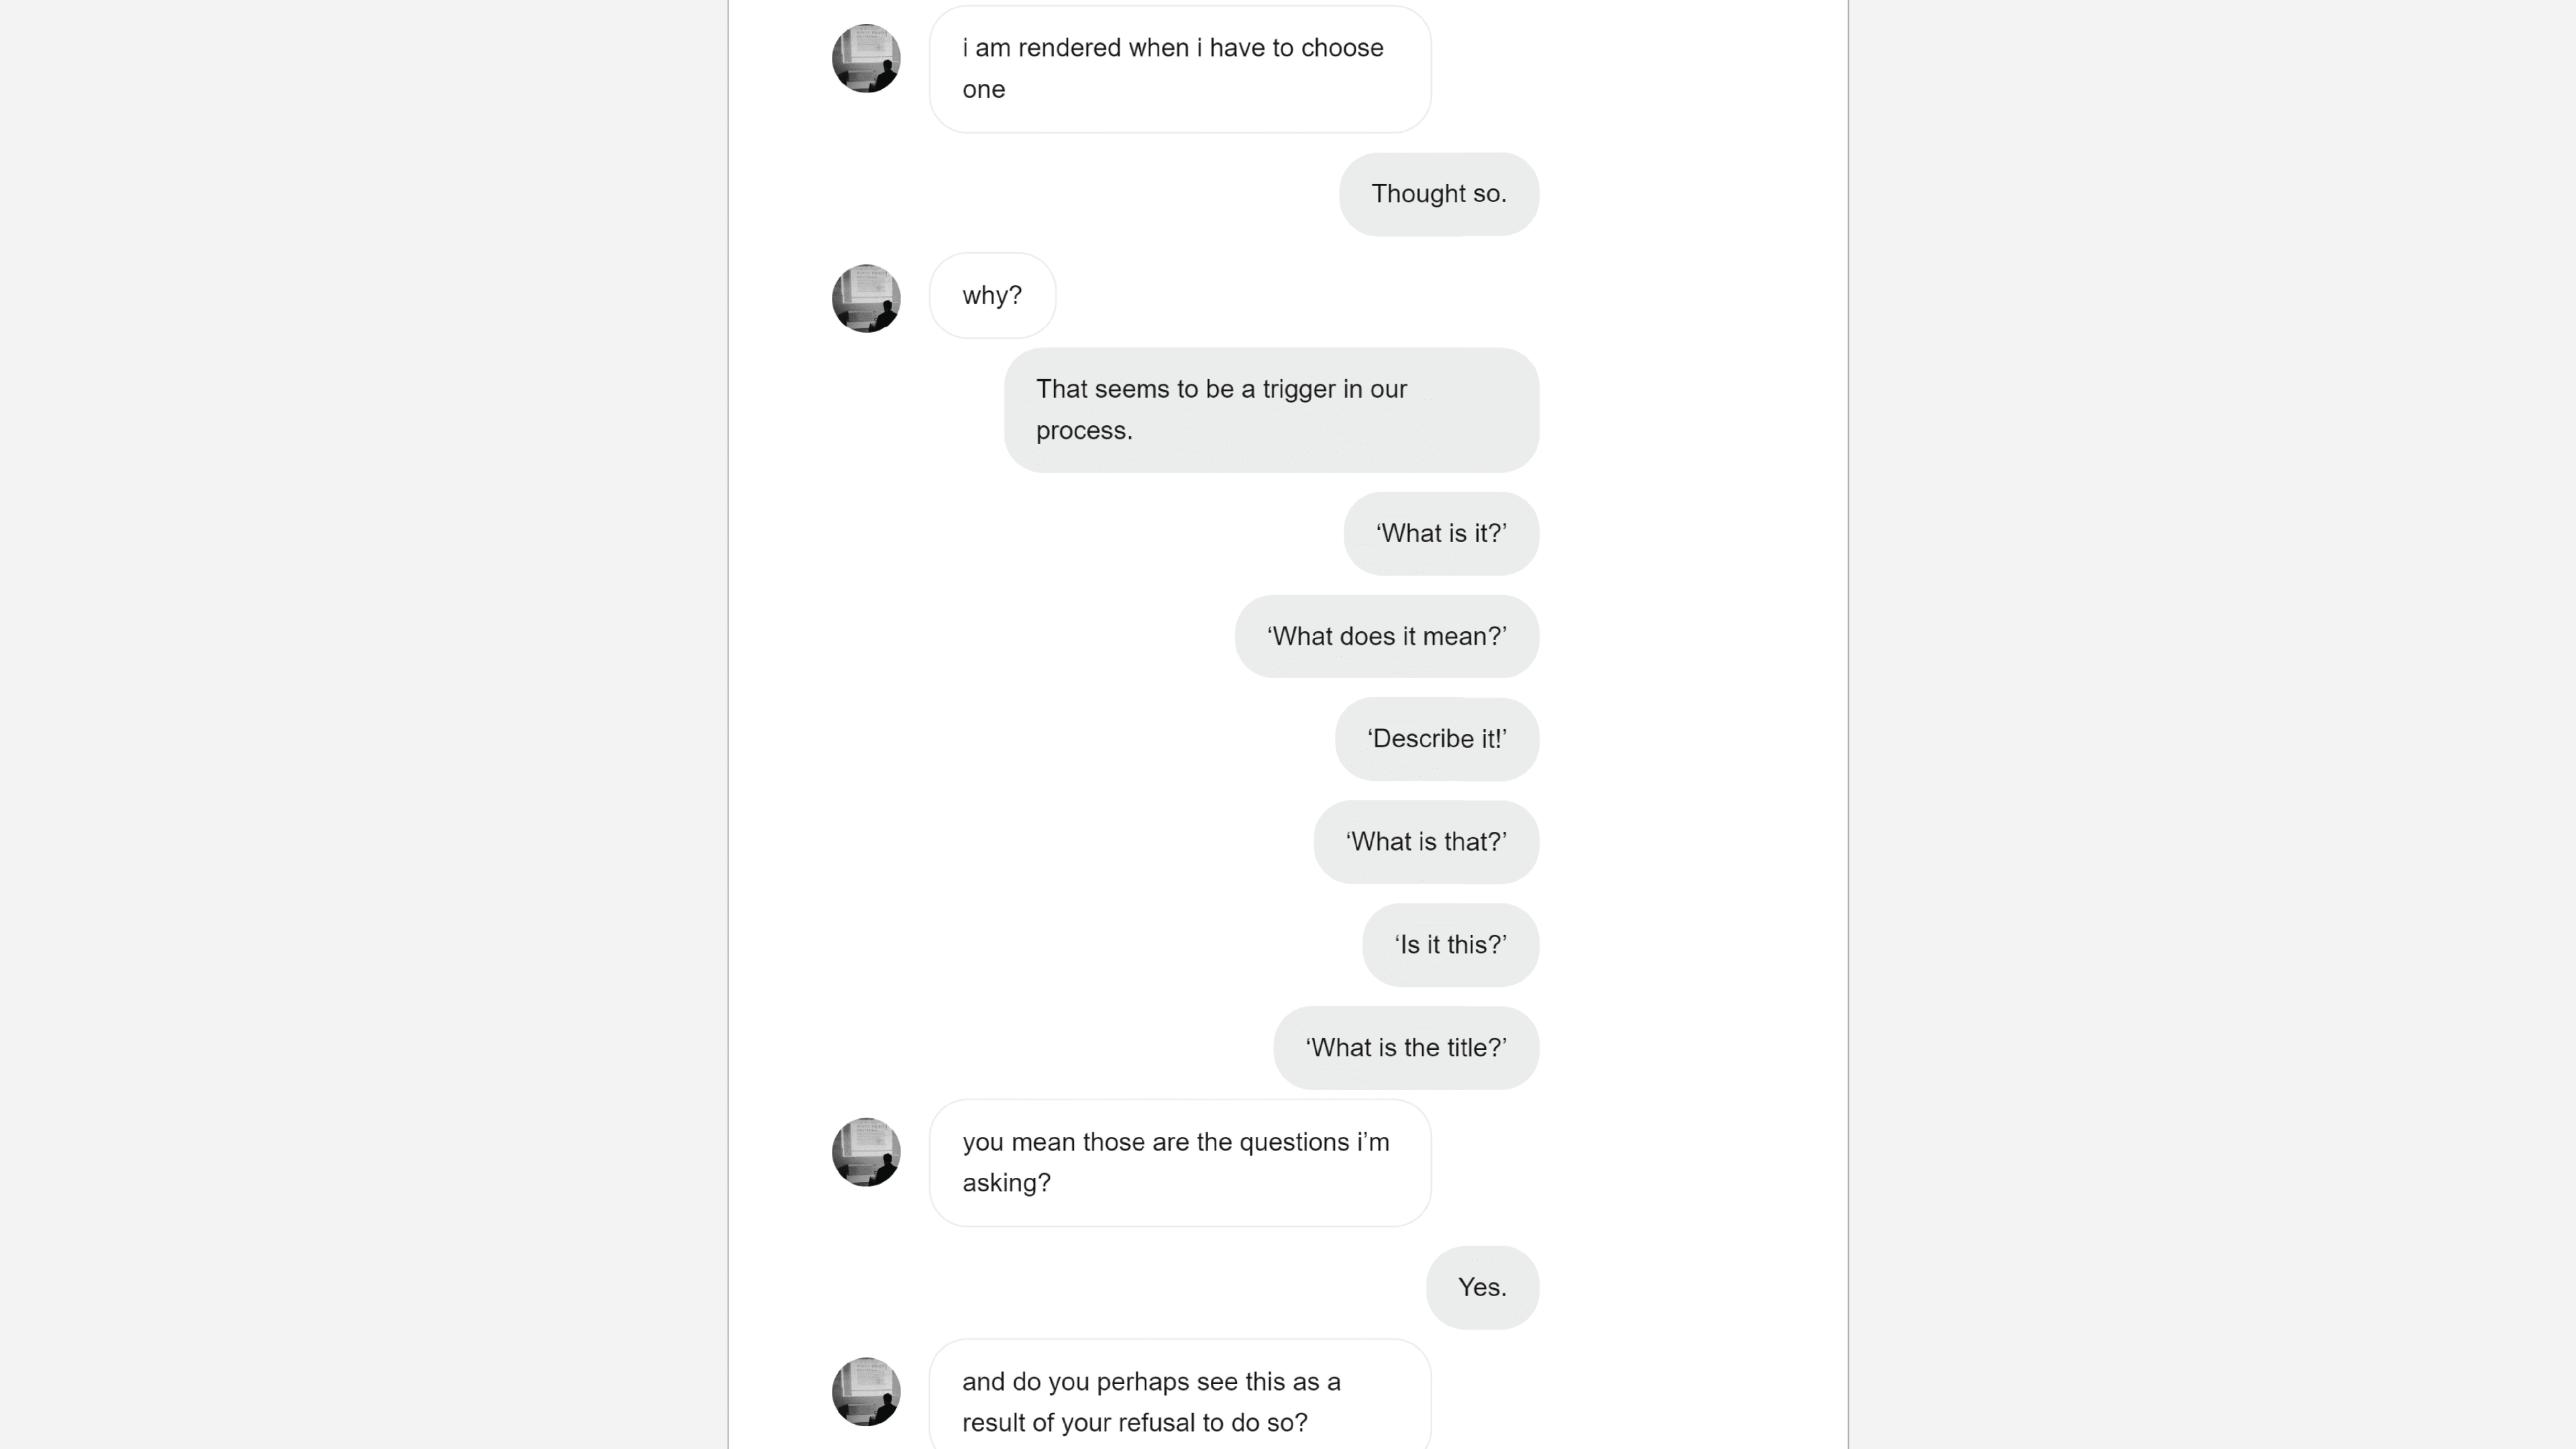 i am rendered when i have to choose
one
Thought so.
why?
That seems to be a trigger in our
process.
‘What is it?’
‘What does it mean?’
‘Describe it!’
‘What is that?’
‘Is it this?’
‘What is the title?’
you mean those are the questions i’m
asking?
Yes.
and do you perhaps see this as a
result of your refusal to do so?